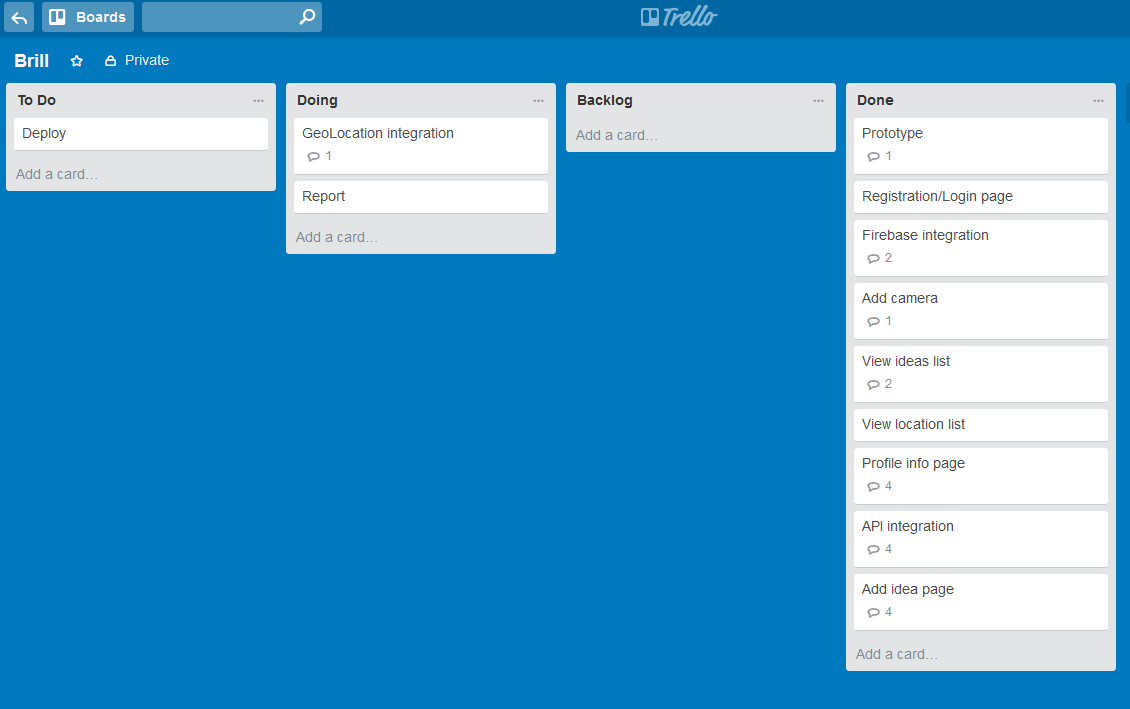 Boards
Trello
Brill
Private
To Do
Deploy
Add a card...
Doing
GeoLocation integration
1
Report
Add a card...
Backlog
Add a card...
Done
Prototype
1
Registration/Login page
Firebase integration
2
Add camera
1
View ideas list
2
View location list
Profile info page
4
API integration
4
Add idea page
4
Add a card...